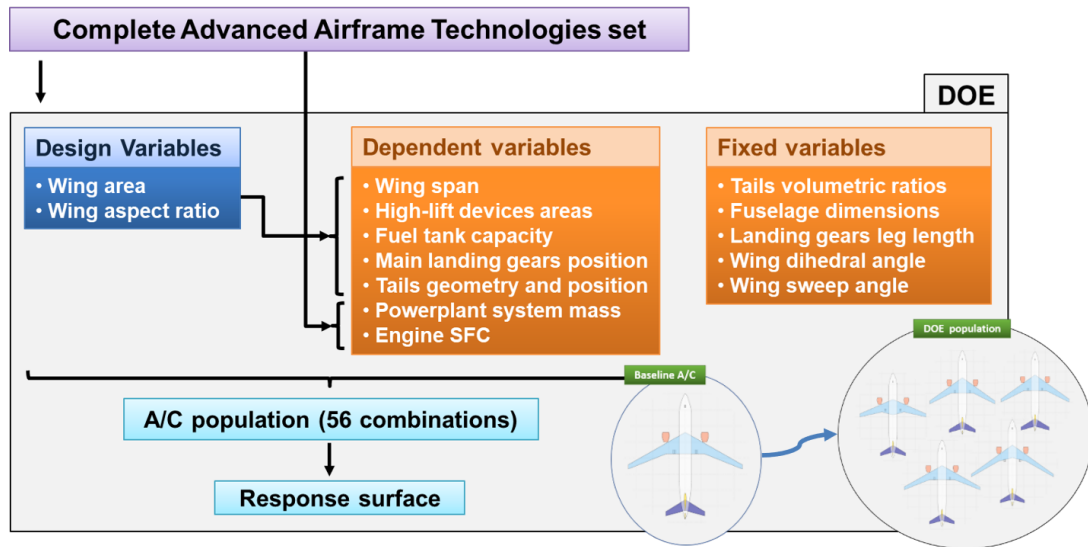 Complete Advanced Airframe Technologies set
DOE
Design Variables
• Wing area
• Wing aspect ratio
Dependent variables
• Wing span
• High-lift devices areas
• Fuel tank capacity
• Main landing gears position
• Tails geometry and position
• Powerplant system mass
• Engine SFC
Fixed variables
• Tails volumetric ratios
• Fuselage dimensions
• Landing gears leg length
• Wing dihedral angle
• Wing sweep angle
DOE population
Baseline A/C
A/C population (56 combinations)
Response surface